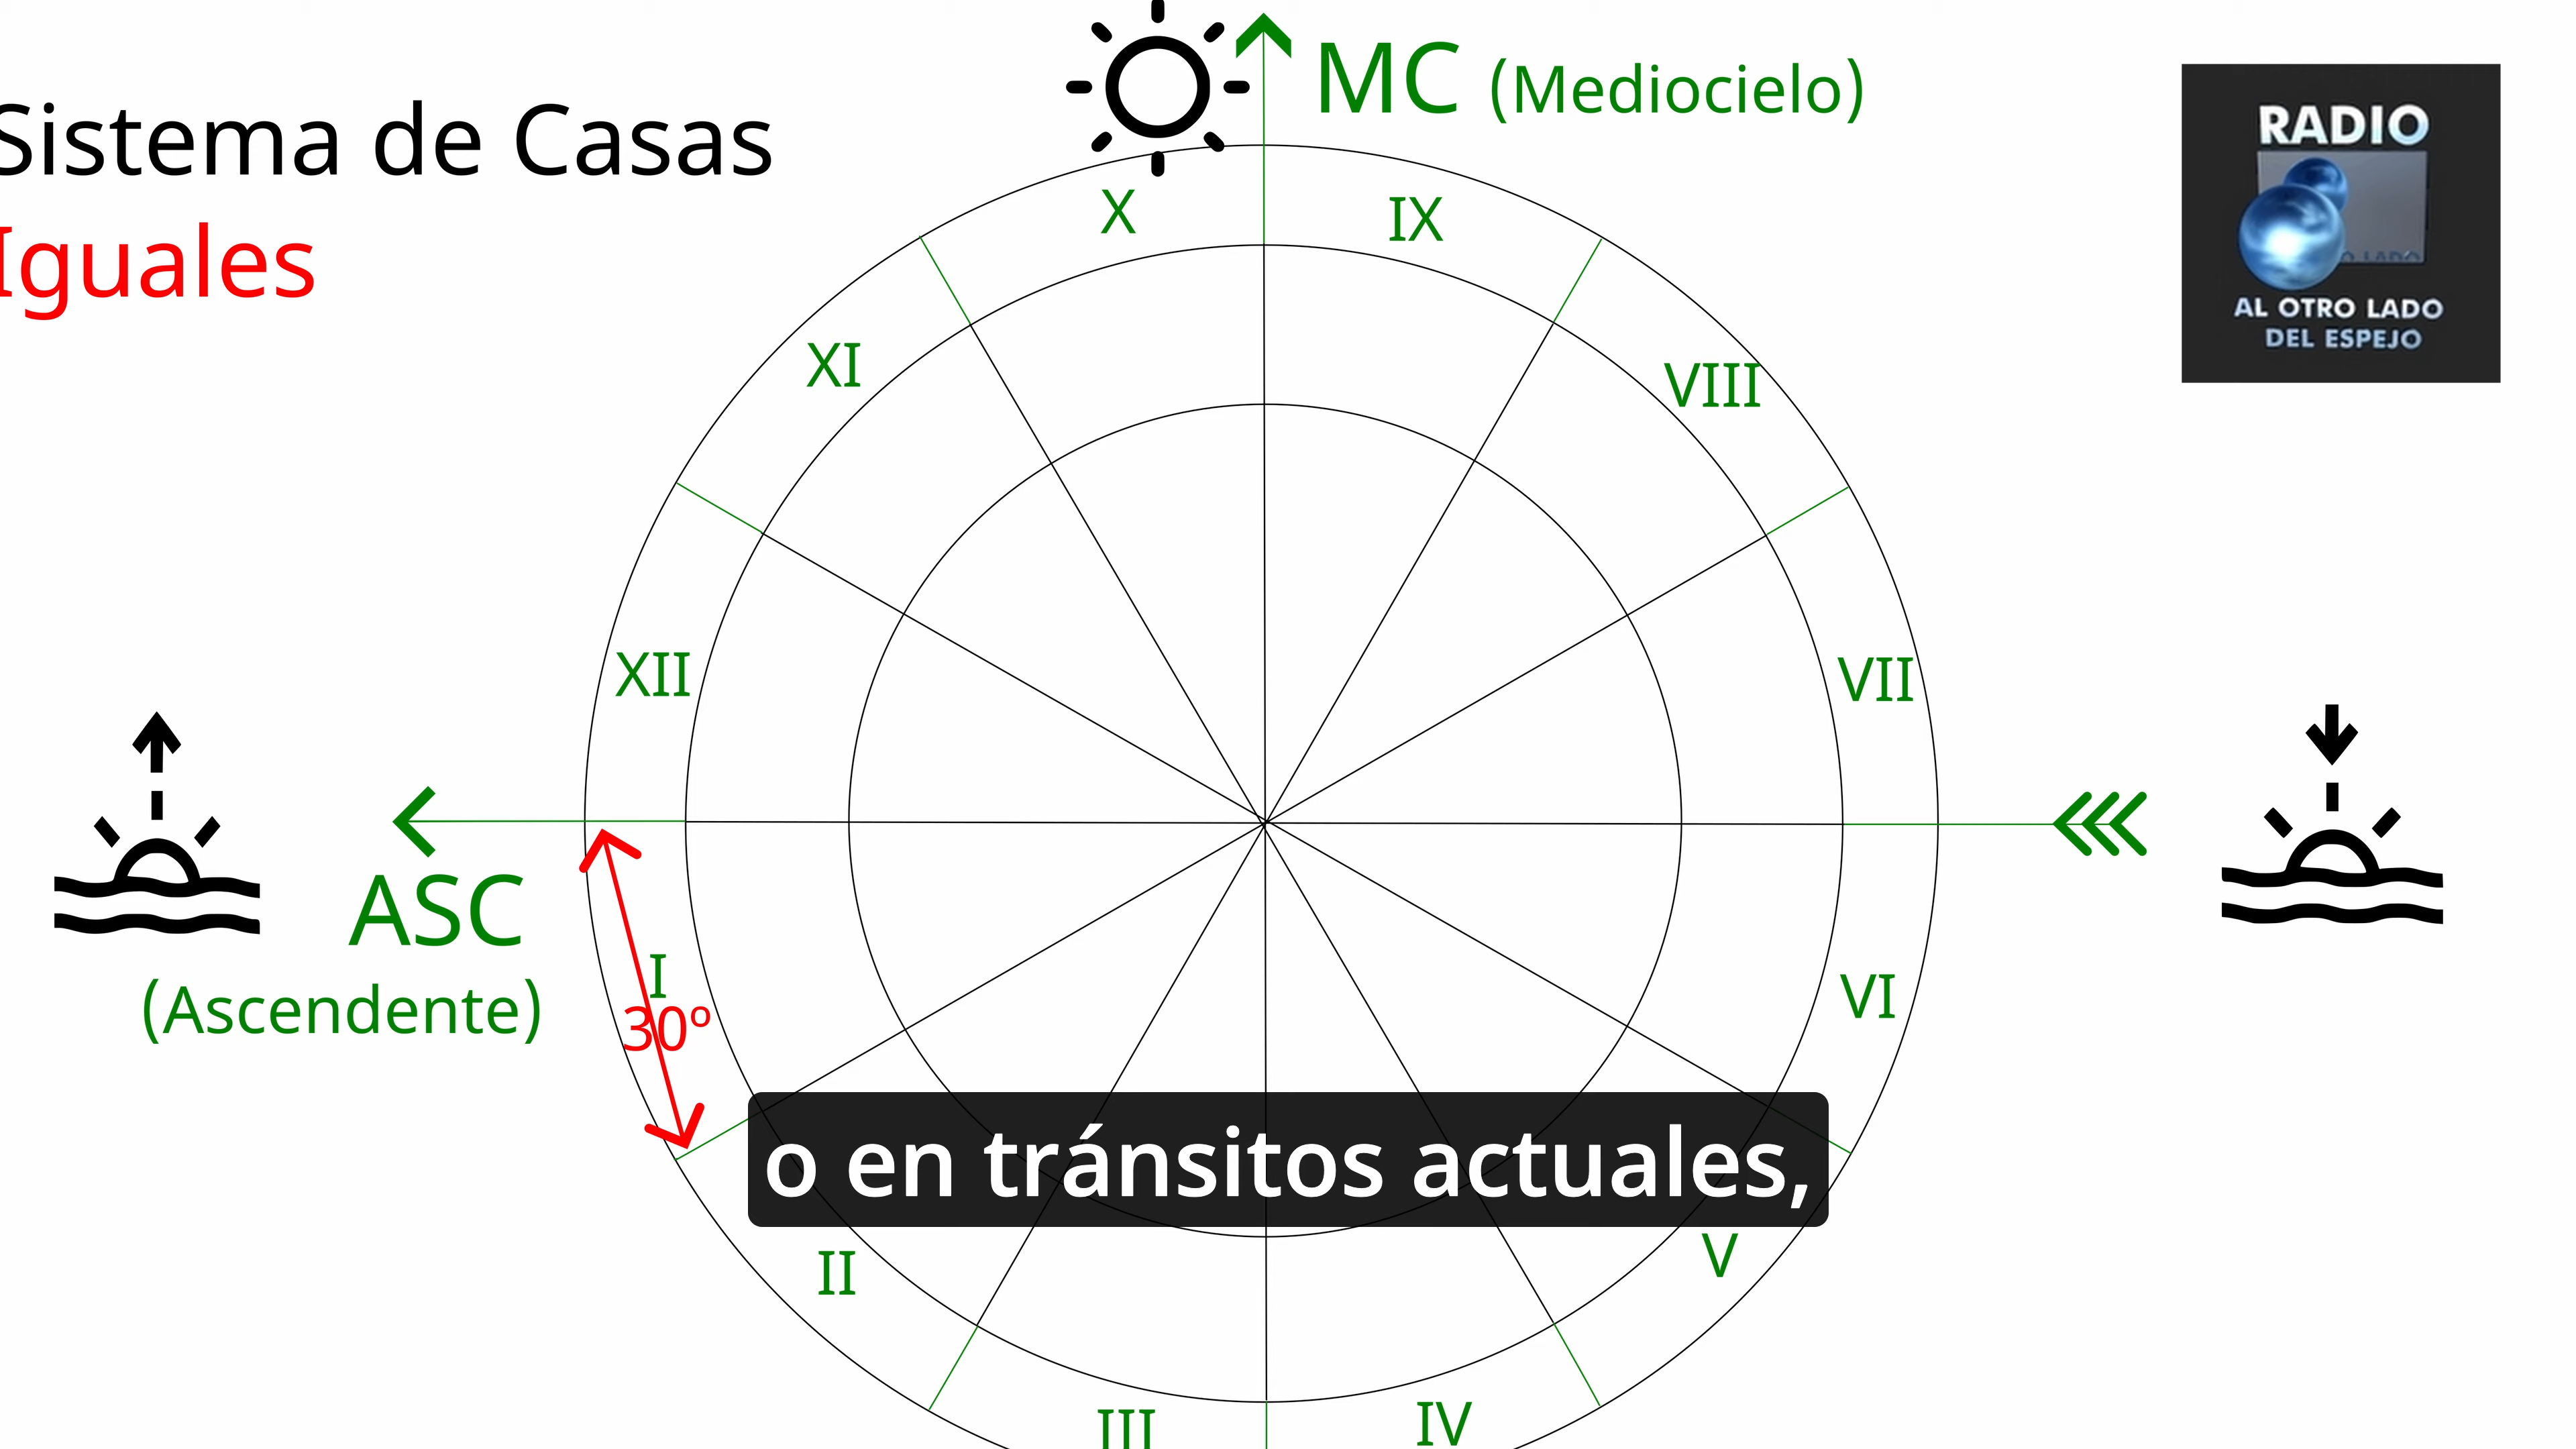 Sistema de Casas
Iguales
MC (Mediocielo)
RADIO
AL OTRO LADO
DEL ESPEJO
X
IX
XI
VIII
XII
VII
ASC
(Ascendente)
I
30º
VI
o en tránsitos actuales,
II
V
III
IV